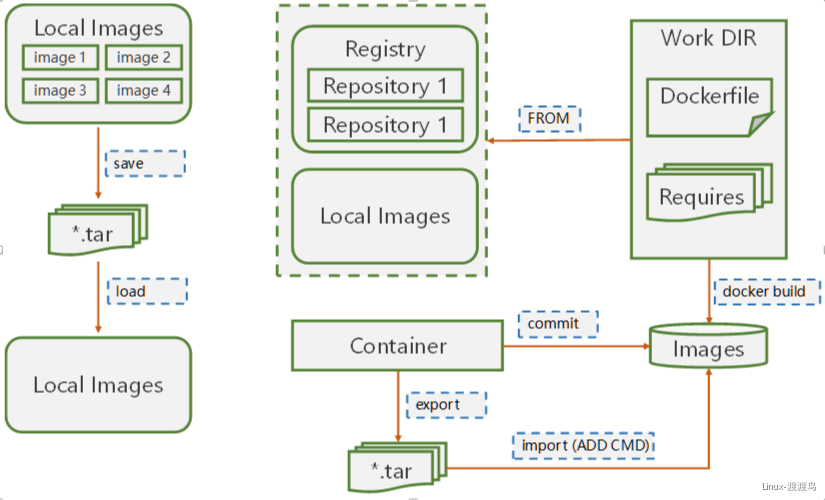 Local Images
image 1
image 2
image 3
image 4
save
*.tar
load
Local Images
Registry
Repository 1
Repository 1
Local Images
FROM
Work DIR
Dockerfile
Requires
docker build
Container
commit
Images
export
*.tar
import (ADD CMD)
Linux-渡渡鸟